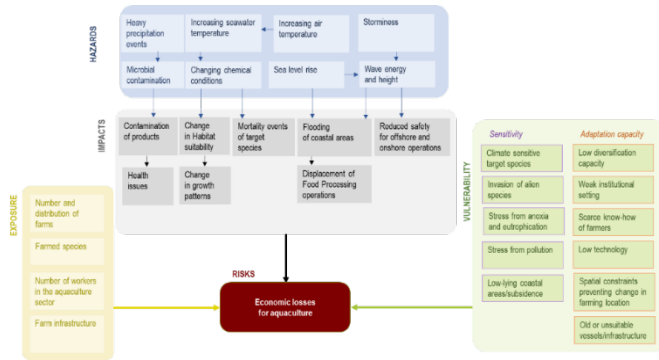 HAZARDS
Heavy
precipitation
events
Increasing seawater
temperature
Increasing air
temperature
Storminess
Microbial
contamination
Changing chemical
conditions
Sea level rise
Wave energy
and height
IMPACTS
Contamination
of products
Change
in Habitat
suitability
Mortality events
of target
species
Flooding
of coastal areas
Reduced safety
for offshore and
onshore operations
Health
issues
Change
in growth
patterns
Displacement of
Food Processing
operations
EXPOSURE
Number and
distribution of
farms
Farmed species
Number of workers
in the aquaculture
sector
Farm infrastructure
RISKS
Economic losses
for aquaculture
VULNERABILITY
Sensitivity
Climate sensitive
target species
Invasion of alien
species
Stress from anoxia
and eutrophication
Stress from pollution
Low-lying coastal
areas/subsidence
Adaptation capacity
Low diversification
capacity
Weak institutional
setting
Scarce know-how
of farmers
Low technology
Spatial constraints
preventing change in
farming location
Old or unsuitable
vessels/infrastructure